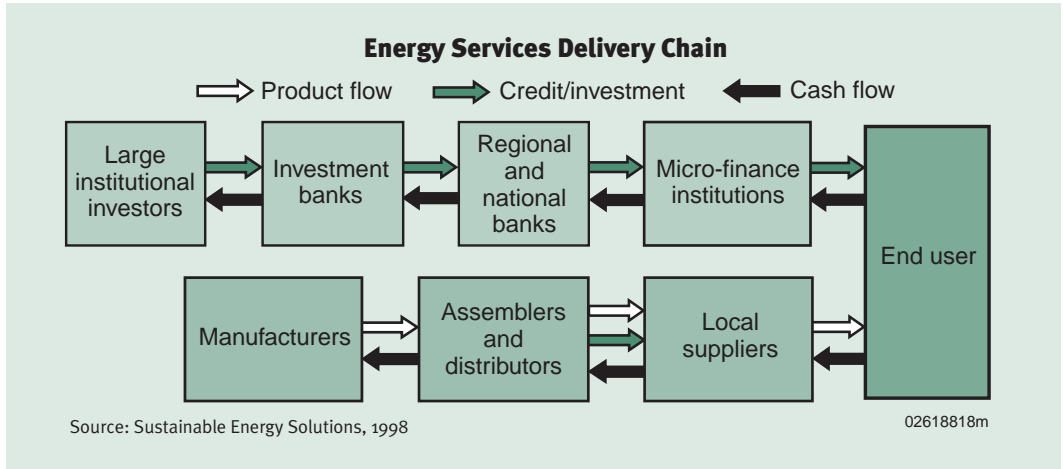 Energy Services Delivery Chain
Product flow
Credit/investment
Cash flow
Large
institutional
investors
Investment
banks
Regional
and
national
banks
Micro-finance
institutions
End user
Manufacturers
Assemblers
and
distributors
Local
suppliers
Source: Sustainable Energy Solutions, 1998
02618818m